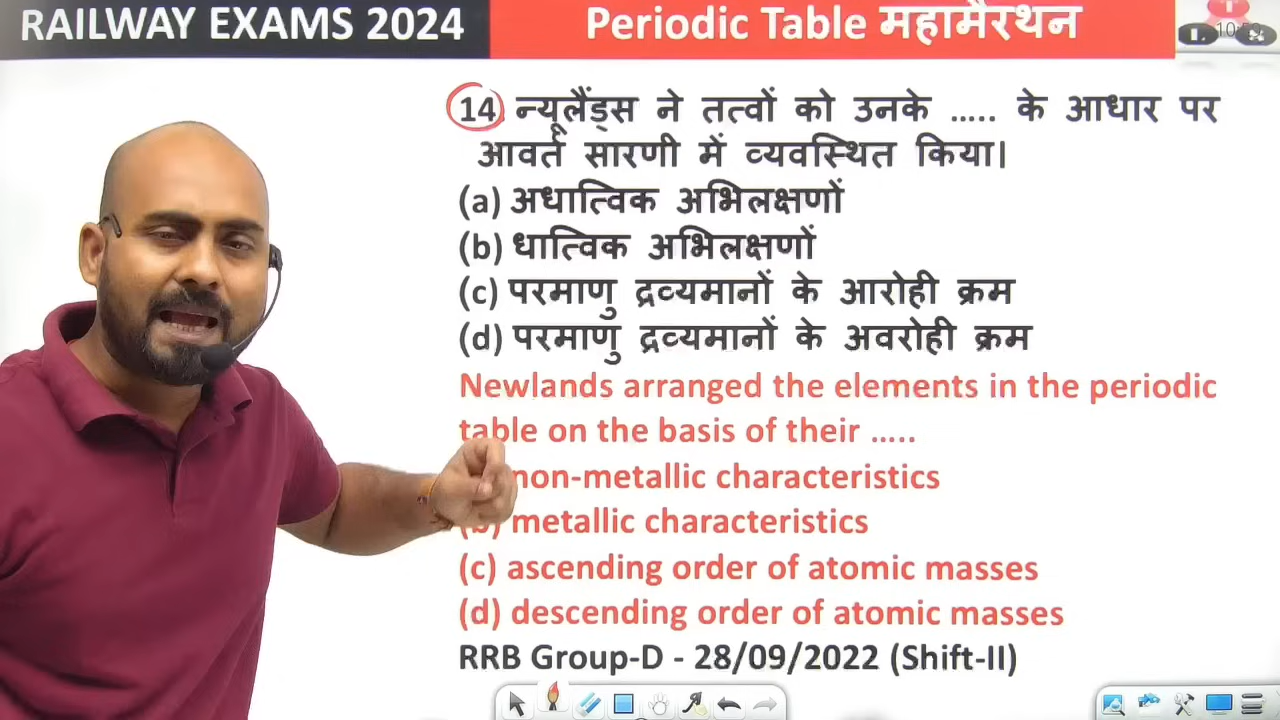 RAILWAY EXAMS 2024
Periodic Table महामैरथन
14 न्यूलैंड्स ने तत्वों को उनके ..... के आधार पर
आवर्त सारणी में व्यवस्थित किया।
(a) अधात्विक अभिलक्षणों
(b) धात्विक अभिलक्षणों
(c) परमाणु द्रव्यमानों के आरोही क्रम
(d) परमाणु द्रव्यमानों के अवरोही क्रम
Newlands arranged the elements in the periodic
table on the basis of their .....
non-metallic characteristics
(b) metallic characteristics
(c) ascending order of atomic masses
(d) descending order of atomic masses
RRB Group-D - 28/09/2022 (Shift-II)